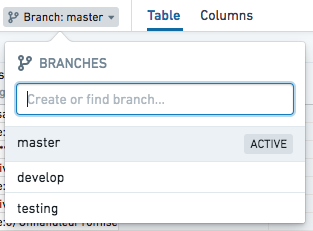 Branch: master
Table
Columns
BRANCHES
Create or find branch...
master
ACTIVE
develop
testing